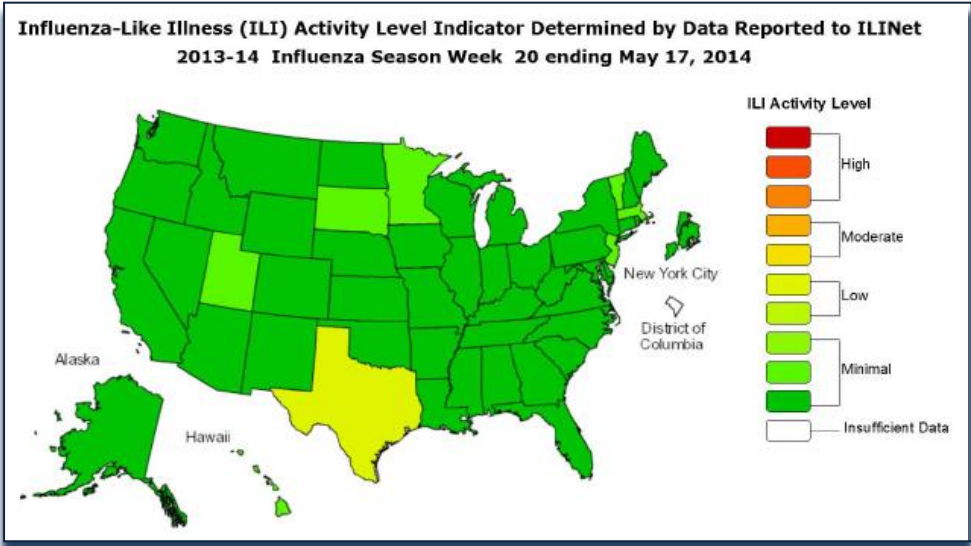 Influenza-Like Illness (ILI) Activity Level Indicator Determined by Data Reported to ILINet
2013-14 Influenza Season Week 20 ending May 17, 2014
ILI Activity Level
High
Moderate
Low
Minimal
Insufficient Data
New York City
District of
Columbia
Alaska
Hawaii